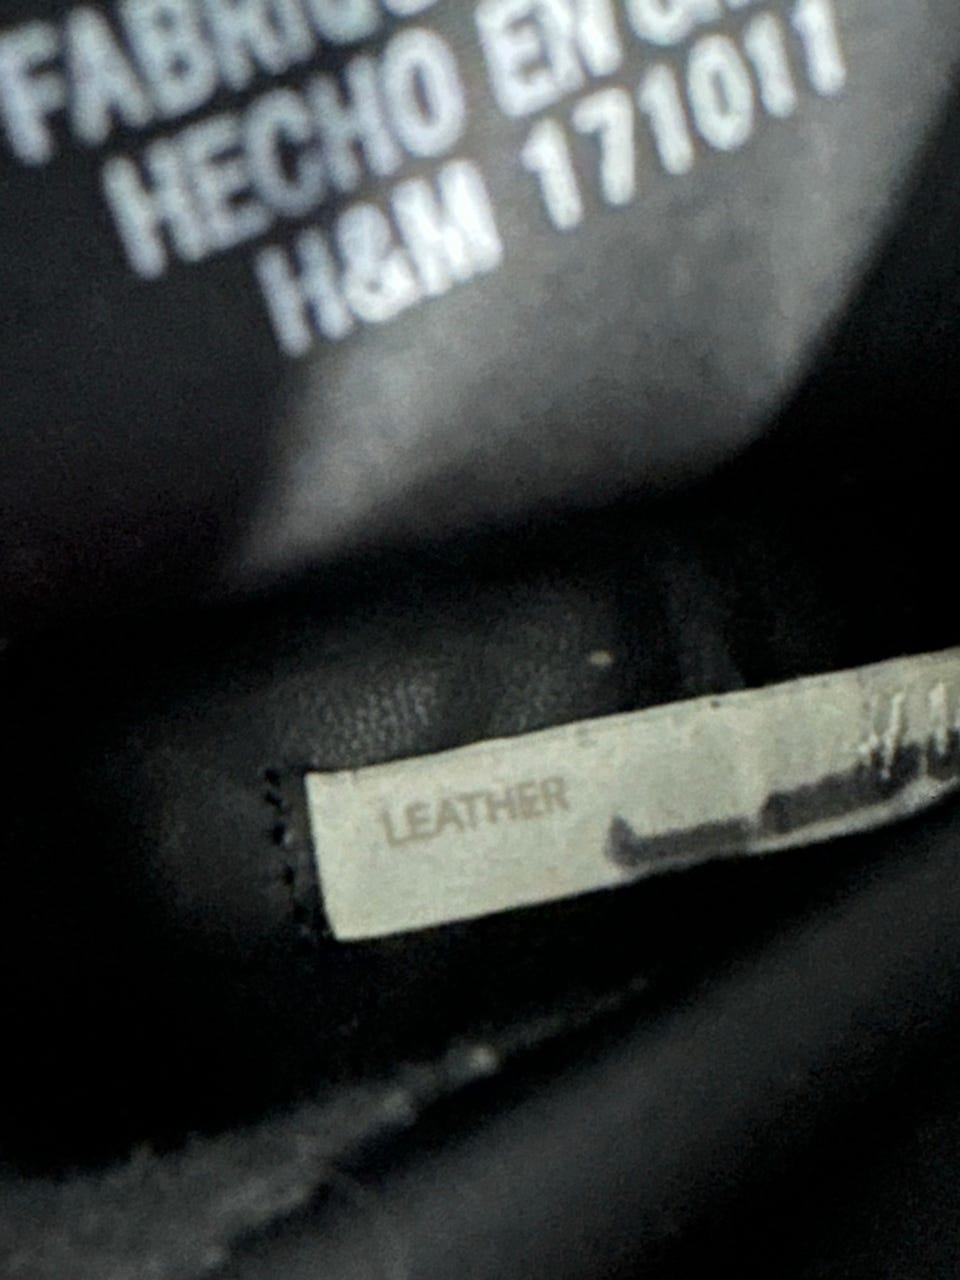 HECHO EN
H&M 171011
LEATHER